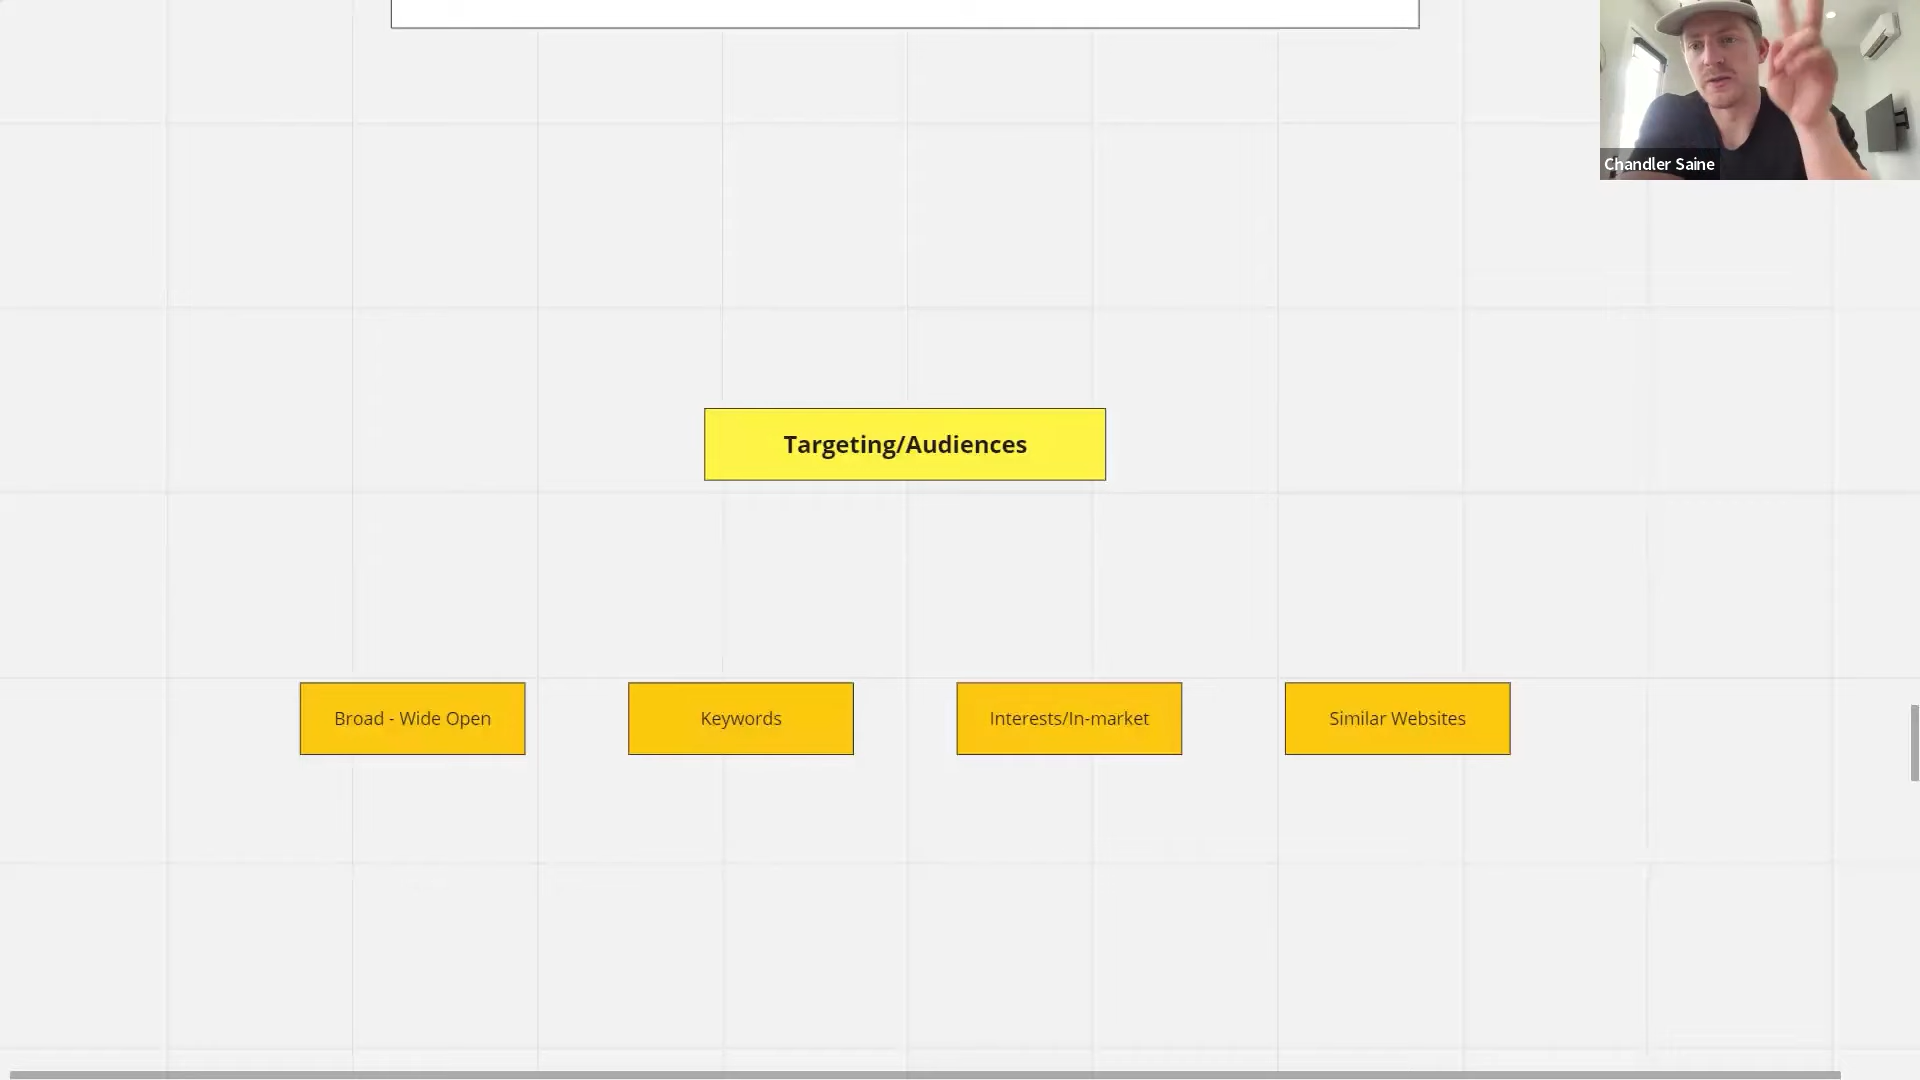 Chandler Saine
Targeting/Audiences
Broad - Wide Open
Keywords
Interests/In-market
Similar Websites